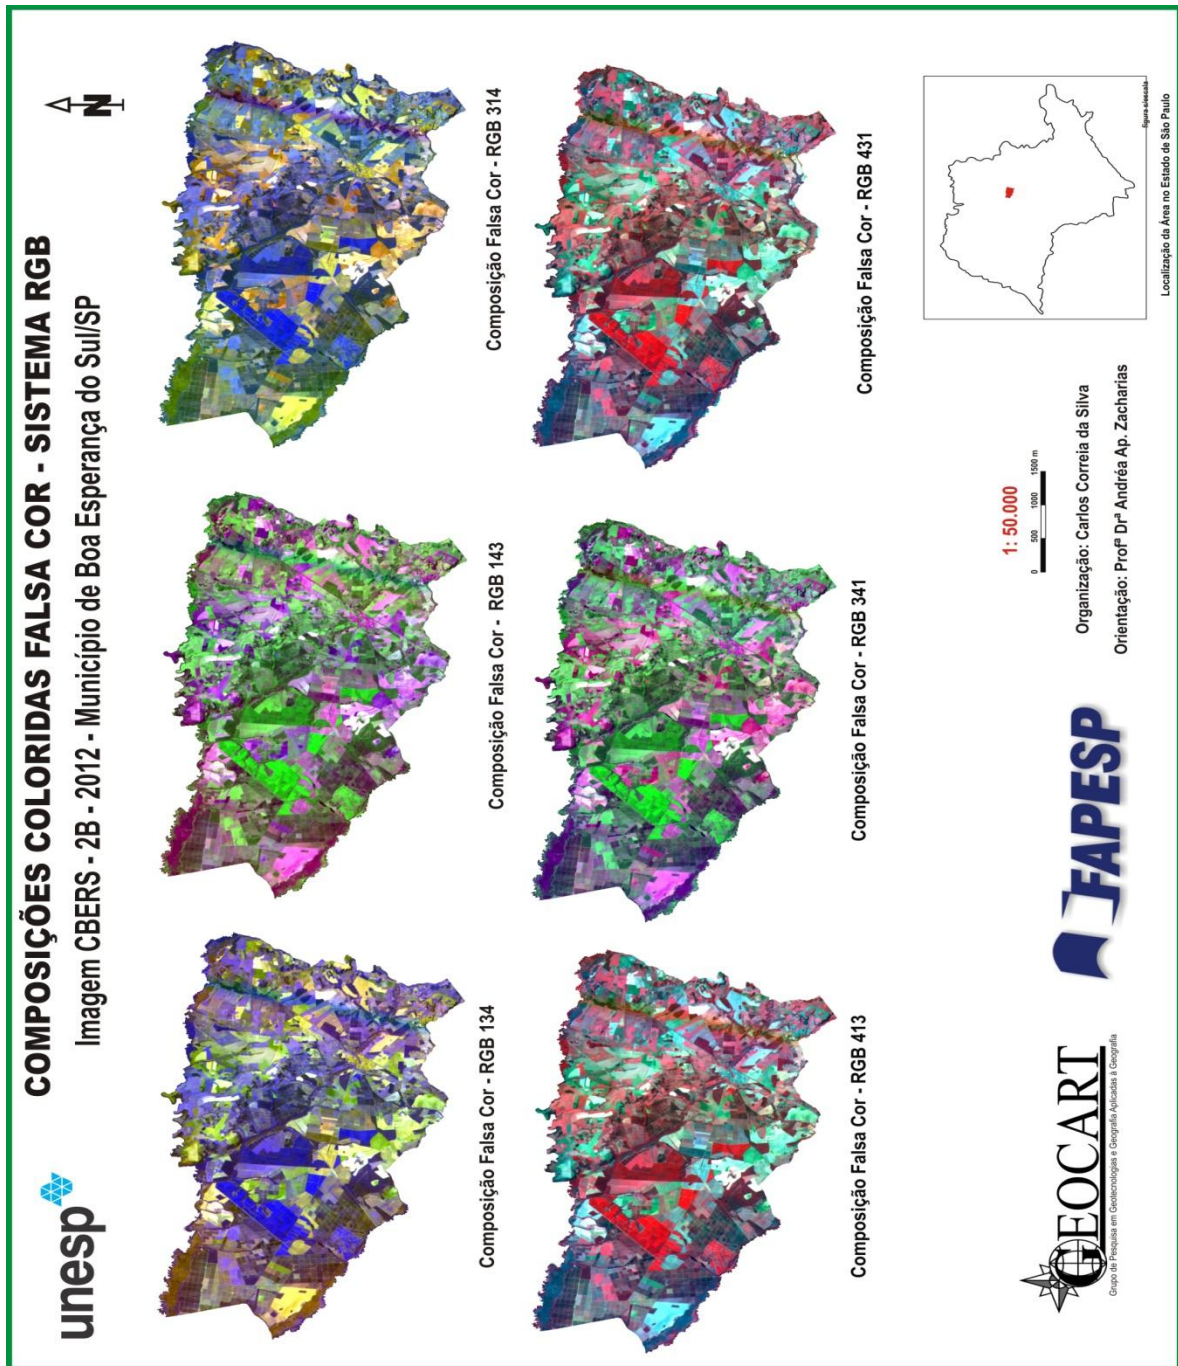 unesp
COMPOSIÇÕES COLORIDAS FALSA COR - SISTEMA RGB
Imagem CBERS - 2B - 2012 - Município de Boa Esperança do Sul/SP
N
Composição Falsa Cor - RGB 134
Composição Falsa Cor - RGB 143
Composição Falsa Cor - RGB 314
Composição Falsa Cor - RGB 413
Composição Falsa Cor - RGB 341
Composição Falsa Cor - RGB 431
GEOCART
Grupo de Pesquisa em Geotecnologias e Geografia Aplicadas à Geografia
FAPESP
1: 50.000
0 500 1000 1500 m
Organização: Carlos Correia da Silva
Orientação: Profª Drª Andréa Ap. Zacharias
figura s/escala
Localização da Área no Estado de São Paulo